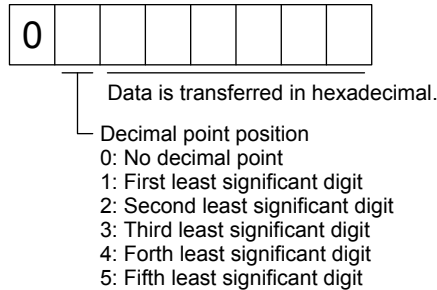 0
Data is transferred in hexadecimal.
Decimal point position
0: No decimal point
1: First least significant digit
2: Second least significant digit
3: Third least significant digit
4: Forth least significant digit
5: Fifth least significant digit